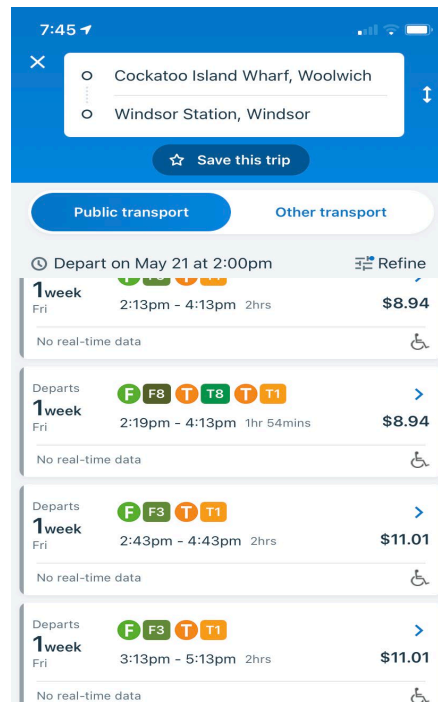 7:45
Cockatoo Island Wharf, Woolwich
Windsor Station, Windsor
Save this trip
Public transport Other transport
Depart on May 21 at 2:00pm Refine
1week
Fri
2:13pm - 4:13pm 2hrs
$8.94
No real-time data
Departs
1week
Fri
F F8 T T8 T T1
2:19pm - 4:13pm 1hr 54mins
$8.94
No real-time data
Departs
1week
Fri
F F3 T T1
2:43pm - 4:43pm 2hrs
$11.01
No real-time data
Departs
1week
Fri
F F3 T T1
3:13pm - 5:13pm 2hrs
$11.01
No real-time data